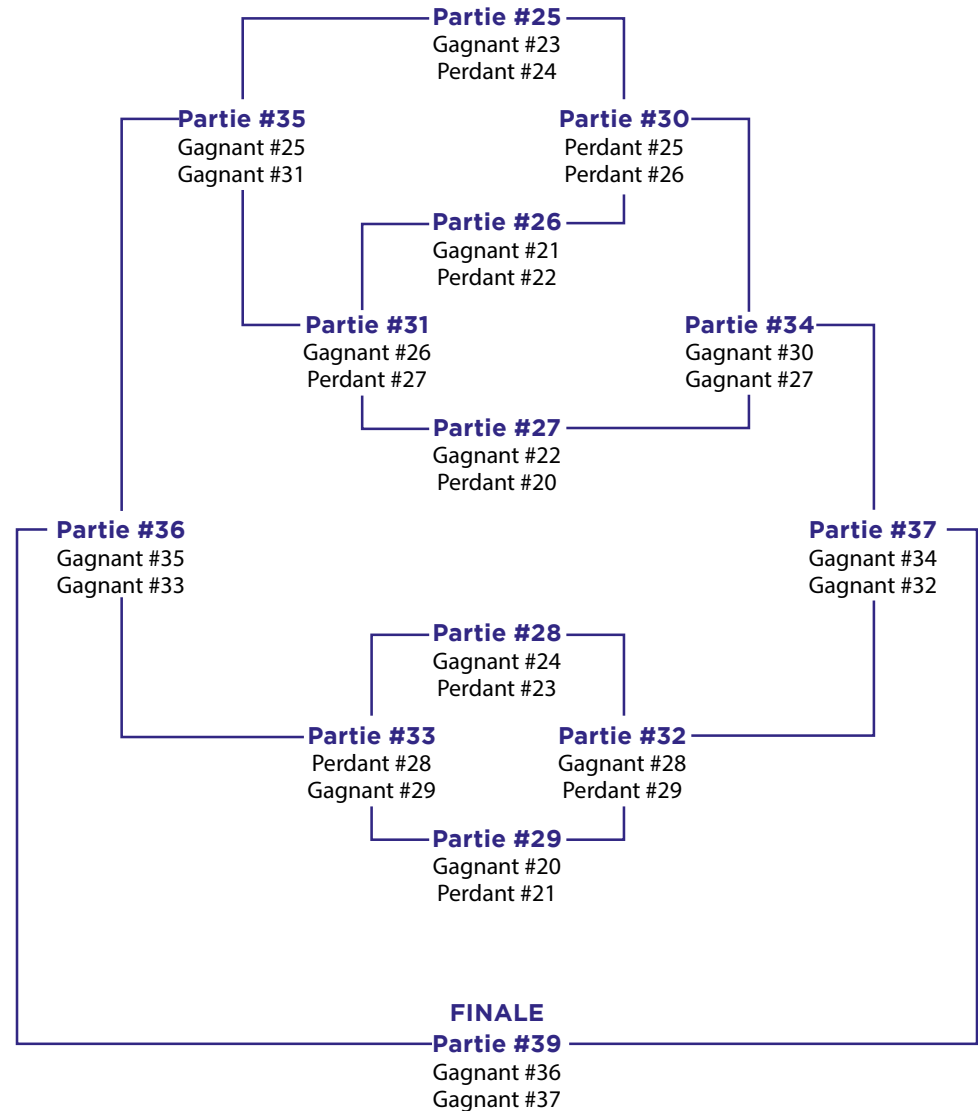 Partie #25
Gagnant #23
Perdant #24
Partie #35
Gagnant #25
Gagnant #31
Partie #30
Perdant #25
Perdant #26
Partie #26
Gagnant #21
Perdant #22
Partie #31
Gagnant #26
Perdant #27
Partie #34
Gagnant #30
Gagnant #27
Partie #27
Gagnant #22
Perdant #20
Partie #36
Gagnant #35
Gagnant #33
Partie #37
Gagnant #34
Gagnant #32
Partie #28
Gagnant #24
Perdant #23
Partie #33
Perdant #28
Gagnant #29
Partie #32
Gagnant #28
Perdant #29
Partie #29
Gagnant #20
Perdant #21
FINALE
Partie #39
Gagnant #36
Gagnant #37